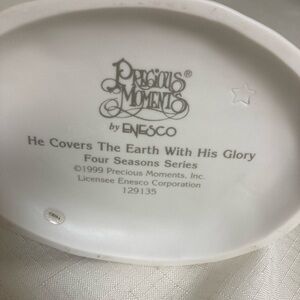 PRECIOUS®
MOMENTS
by ENESCO
He Covers The Earth With His Glory
Four Seasons Series
©1999 Precious Moments, Inc.
Licensee Enesco Corporation
129135